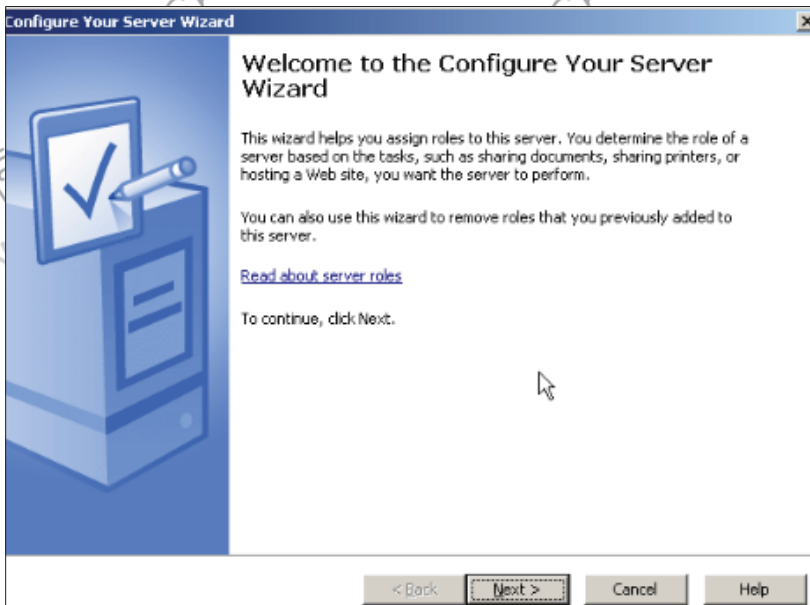 Configure Your Server Wizard
Welcome to the Configure Your Server
Wizard
This wizard helps you assign roles to this server. You determine the role of a
server based on the tasks, such as sharing documents, sharing printers, or
hosting a Web site, you want the server to perform.
You can also use this wizard to remove roles that you previously added to
this server.
Read about server roles
To continue, click Next.
< Back Next > Cancel Help